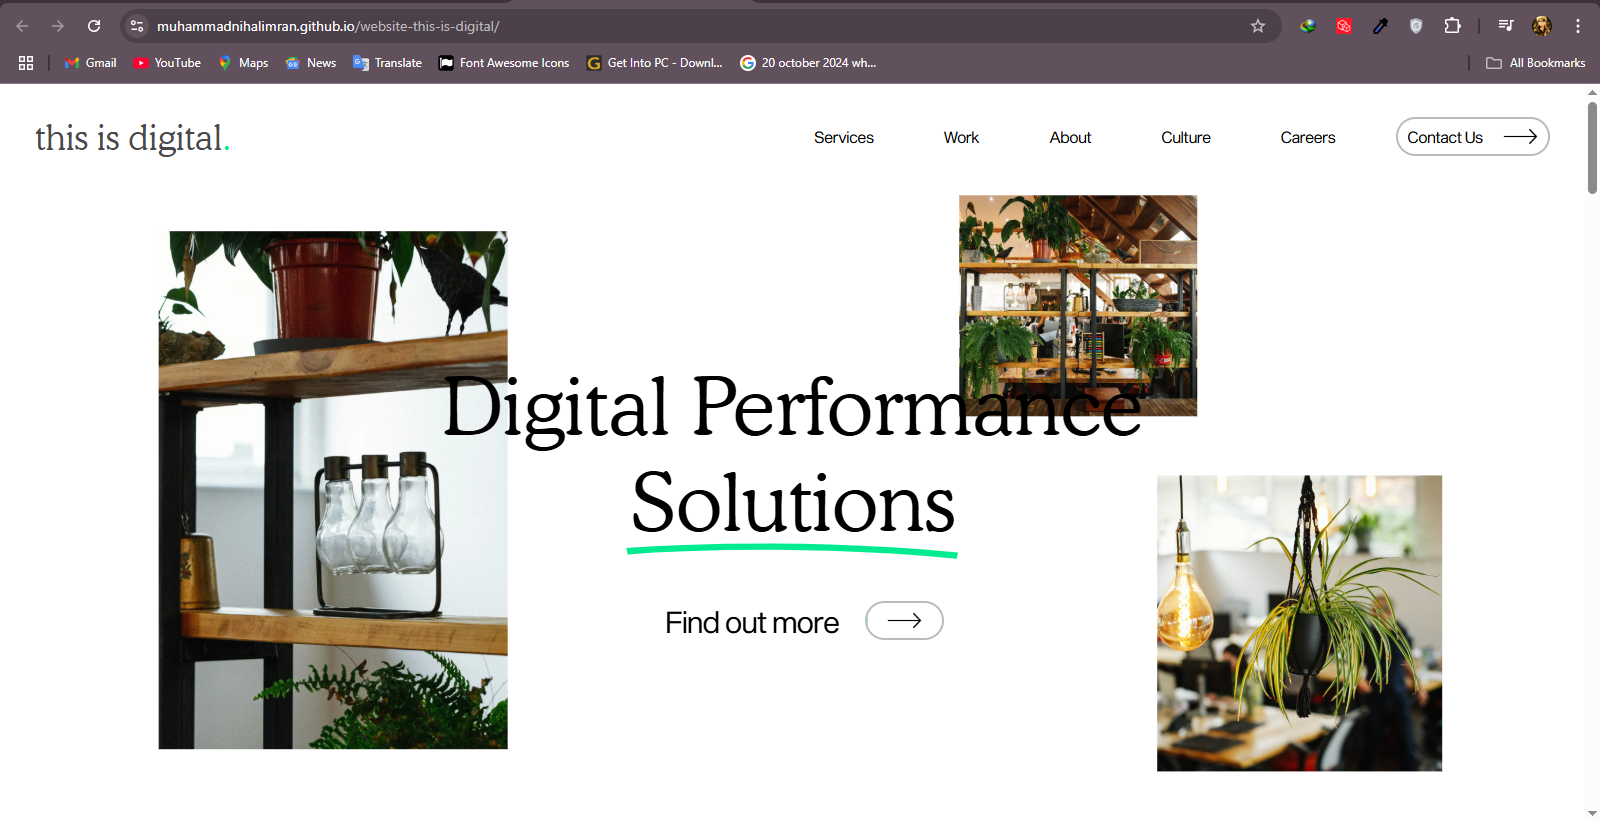 muhammadnihalimran.github.io/website-this-is-digital/
Gmail YouTube Maps News Translate Font Awesome Icons Get Into PC - Downl... 20 october 2024 wh... All Bookmarks
this is digital. Services Work About Culture Careers Contact Us
Digital Performance
Solutions
Find out more